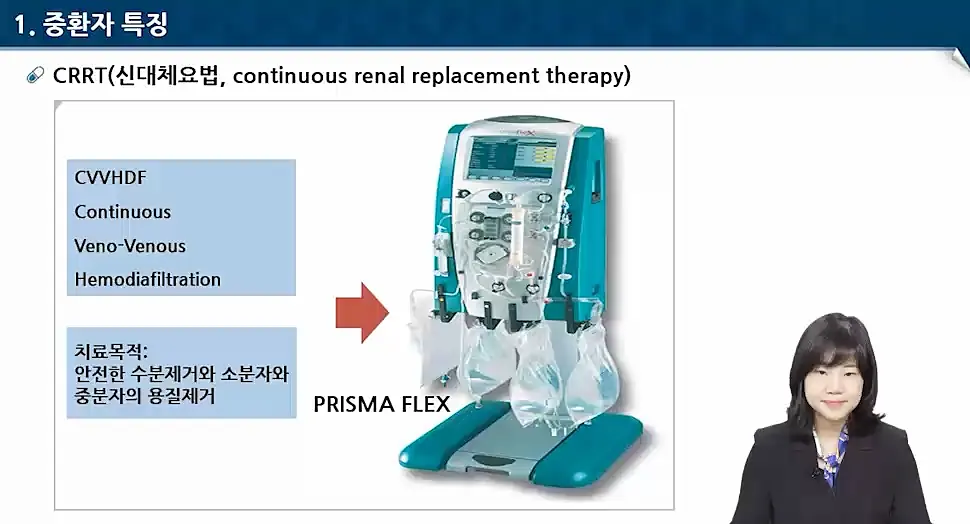 1. 중환자 특징
CRRT(신대체요법, continuous renal replacement therapy)
CVVHDF
Continuous
Veno-Venous
Hemodiafiltration
치료목적:
안전한 수분제거와 소분자와
중분자의 용질제거
PRISMA FLEX